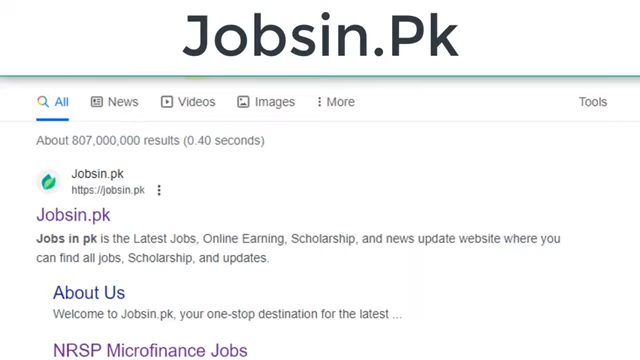 Jobsin.Pk
All News Videos Images More Tools
About 807,000,000 results (0.40 seconds)
Jobsin.pk
https://jobsin.pk
Jobsin.pk
Jobs in pk is the Latest Jobs, Online Earning, Scholarship, and news update website where you
can find all jobs, Scholarship, and updates.
About Us
Welcome to Jobsin.pk, your one-stop destination for the latest ...
NRSP Microfinance Jobs